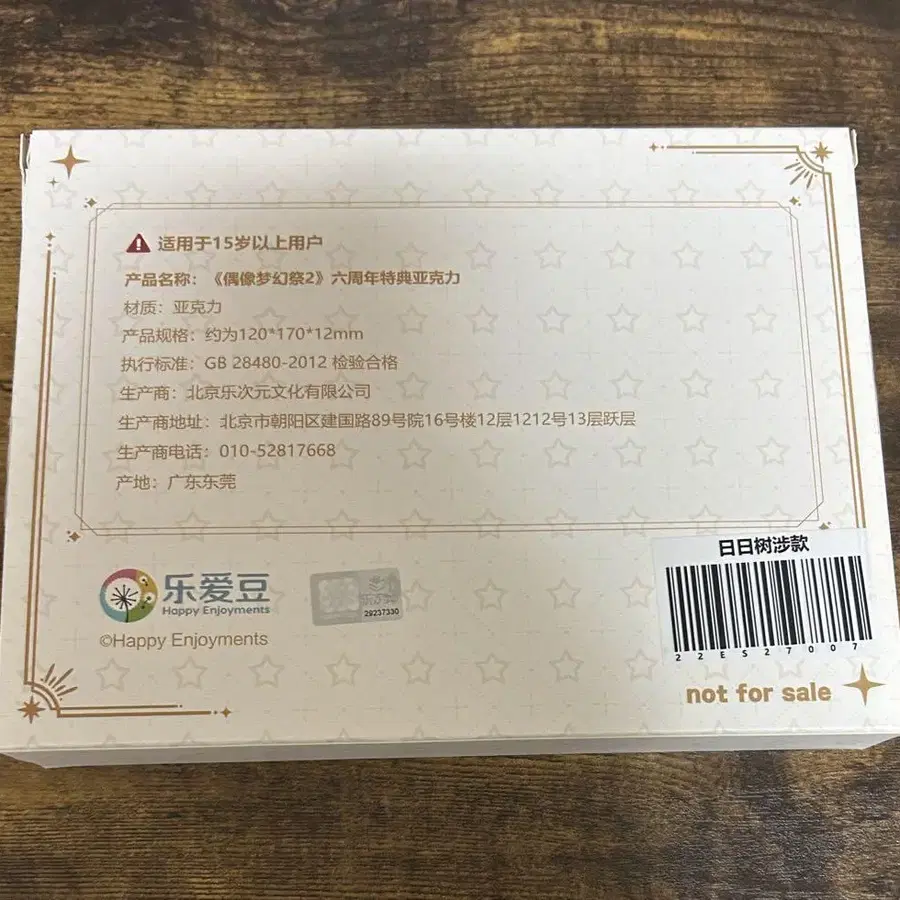 适用于15岁以上用户
产品名称：《偶像梦幻祭2》六周年特典亚克力
材质：亚克力
产品规格：约为120*170*12mm
执行标准：GB 28480-2012 检验合格
生产商：北京乐次元文化有限公司
生产商地址：北京市朝阳区建国路89号院16号楼12层1212号13层跃层
生产商电话：010-52817668
产地：广东东莞
乐爱豆
Happy Enjoyments
©Happy Enjoyments
29237330
日日树涉款
22ES27007
not for sale